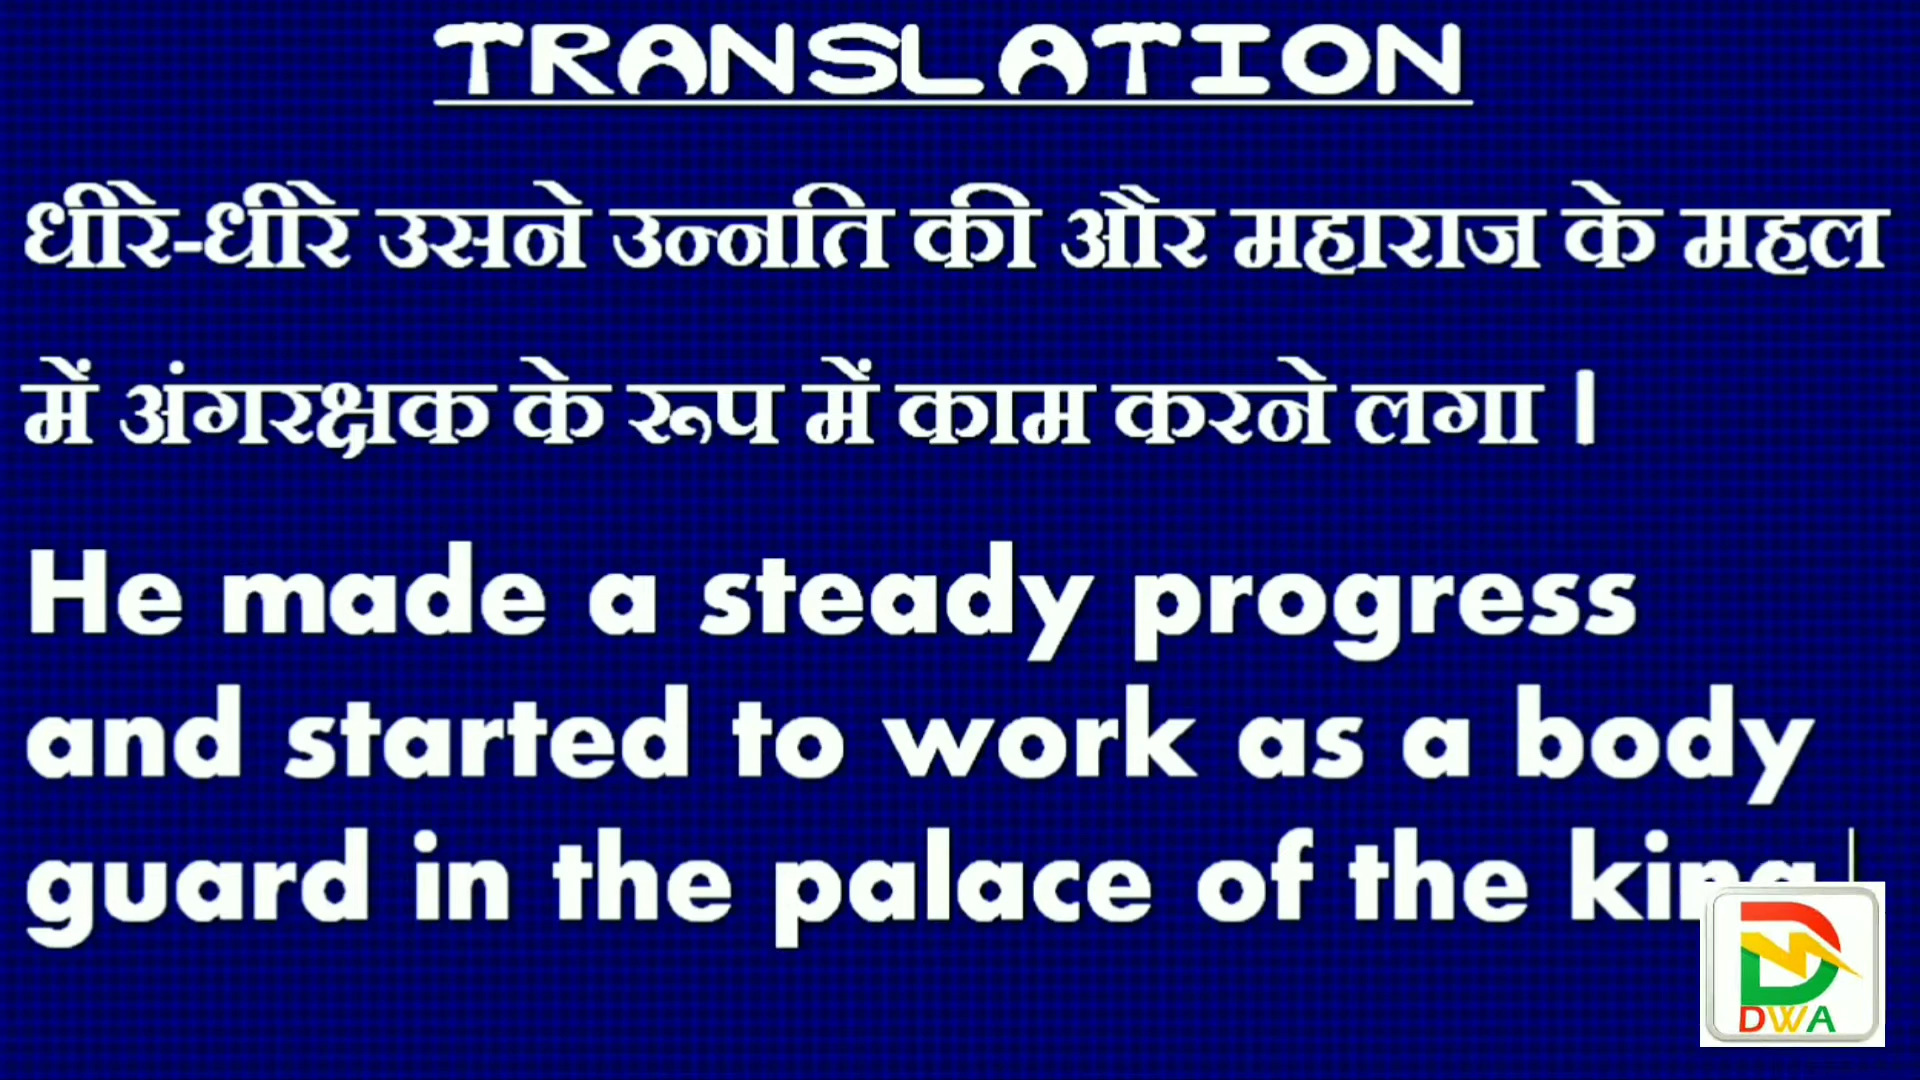 TRANSLATION
धीरे-धीरे उसने उन्नति की और महाराज के महल
में अंगरक्षक के रूप में काम करने लगा ।
He made a steady progress
and started to work as a body
guard in the palace of the king
DWA